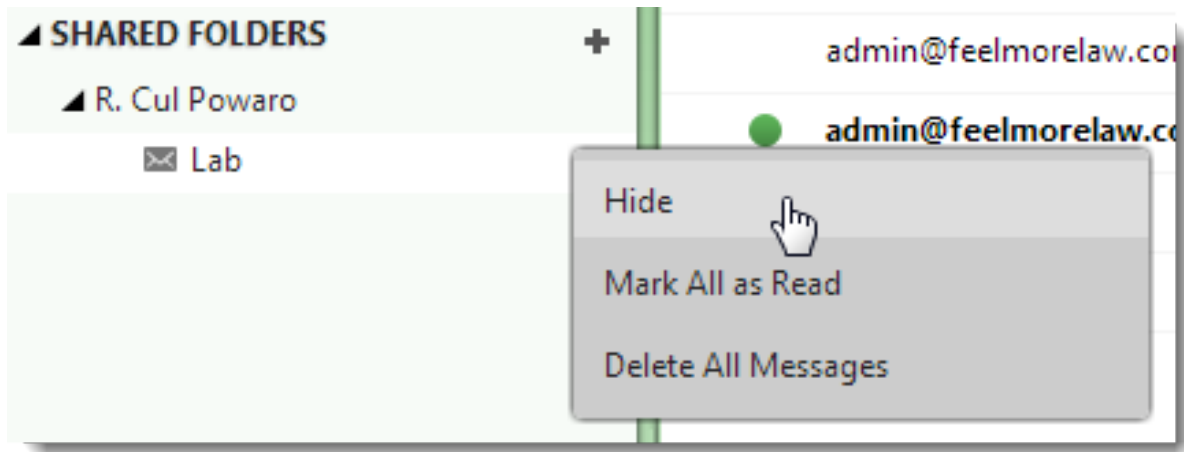 SHARED FOLDERS
R. Cul Powaro
Lab
admin@feelmorelaw.co
admin@feelmorelaw.co
Hide
Mark All as Read
Delete All Messages